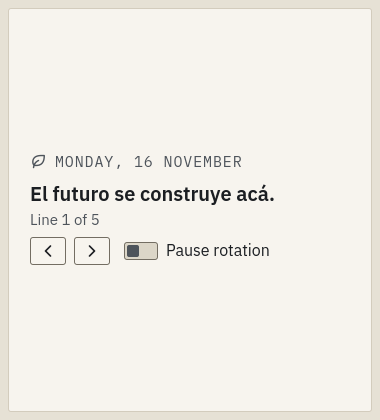 MONDAY, 16 NOVEMBER
El futuro se construye acá.
Line 1 of 5
Pause rotation